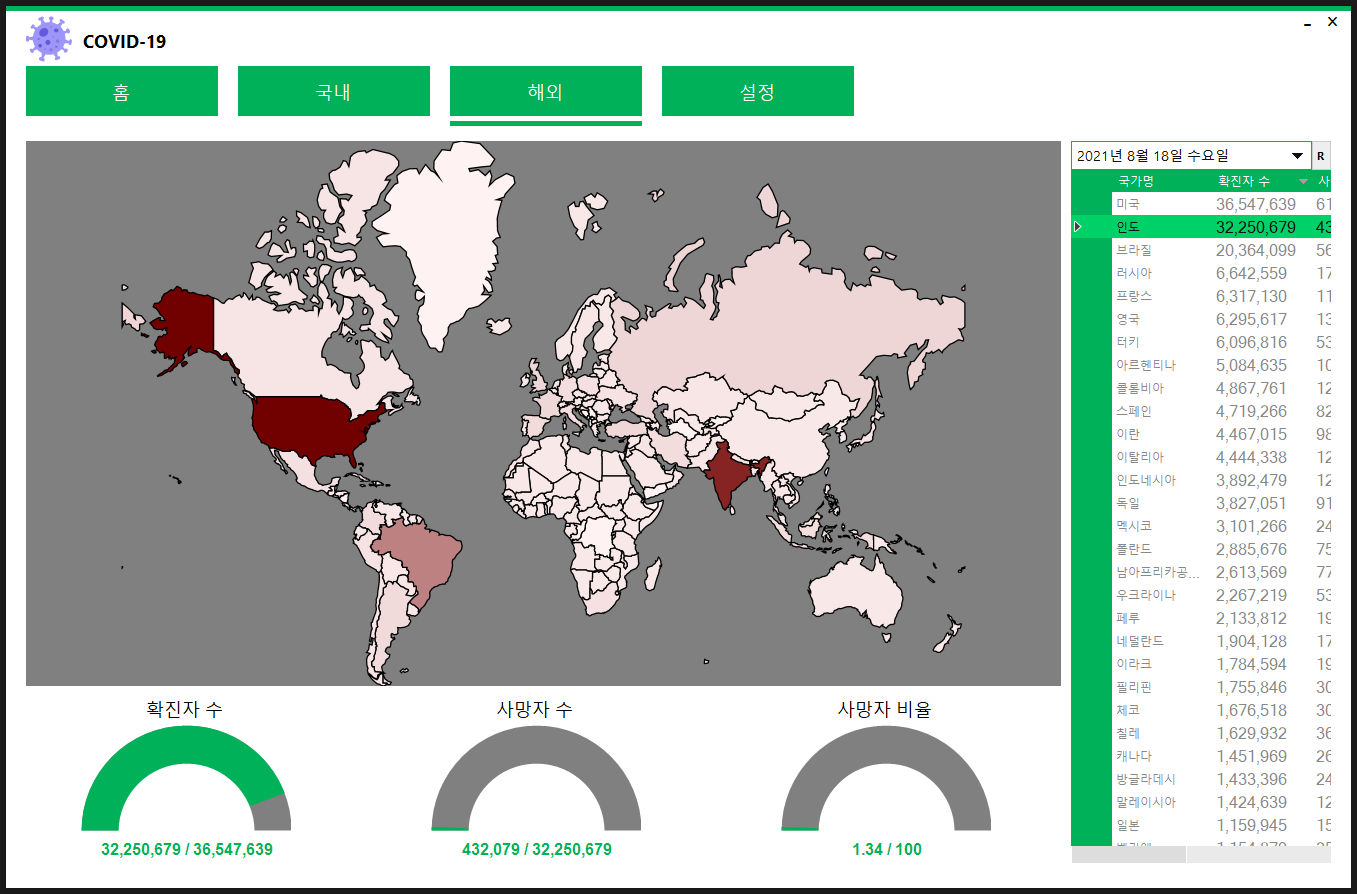 COVID-19
홈 국내 해외 설정
2021년 8월 18일 수요일 R
국가명 확진자 수 사
미국 36,547,639 61
인도 32,250,679 43
브라질 20,364,099 56
러시아 6,642,559 17
프랑스 6,317,130 11
영국 6,295,617 13
터키 6,096,816 53
아르헨티나 5,084,635 10
콜롬비아 4,867,761 12
스페인 4,719,266 82
이란 4,467,015 98
이탈리아 4,444,338 12
인도네시아 3,892,479 12
독일 3,827,051 91
멕시코 3,101,266 24
폴란드 2,885,676 75
남아프리카공... 2,613,569 77
우크라이나 2,267,219 53
페루 2,133,812 19
네덜란드 1,904,128 17
이라크 1,784,594 19
필리핀 1,755,846 30
체코 1,676,518 30
칠레 1,629,932 36
캐나다 1,451,969 26
방글라데시 1,433,396 24
말레이시아 1,424,639 12
일본 1,159,945 15
확진자 수 사망자 수 사망자 비율
32,250,679 / 36,547,639 432,079 / 32,250,679 1.34 / 100